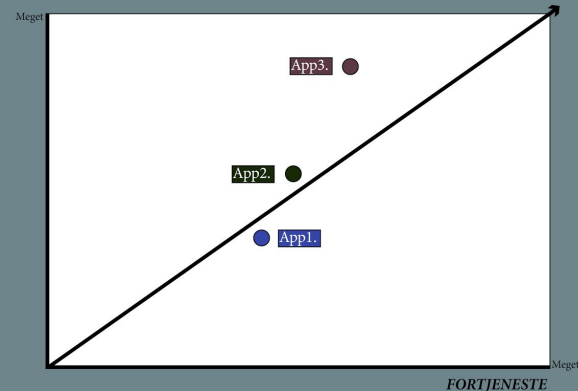 Meget
App3.
App2.
App1.
Meget
FORTJENESTE